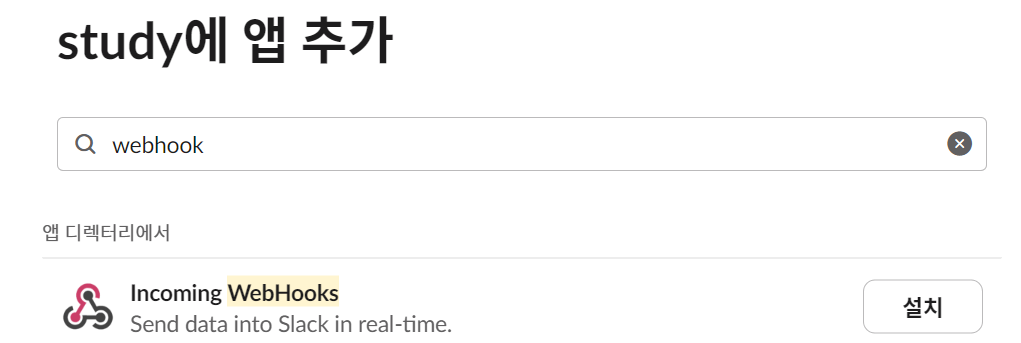 study에 앱 추가
webhook
앱 디렉터리에서
Incoming WebHooks
Send data into Slack in real-time.
설치